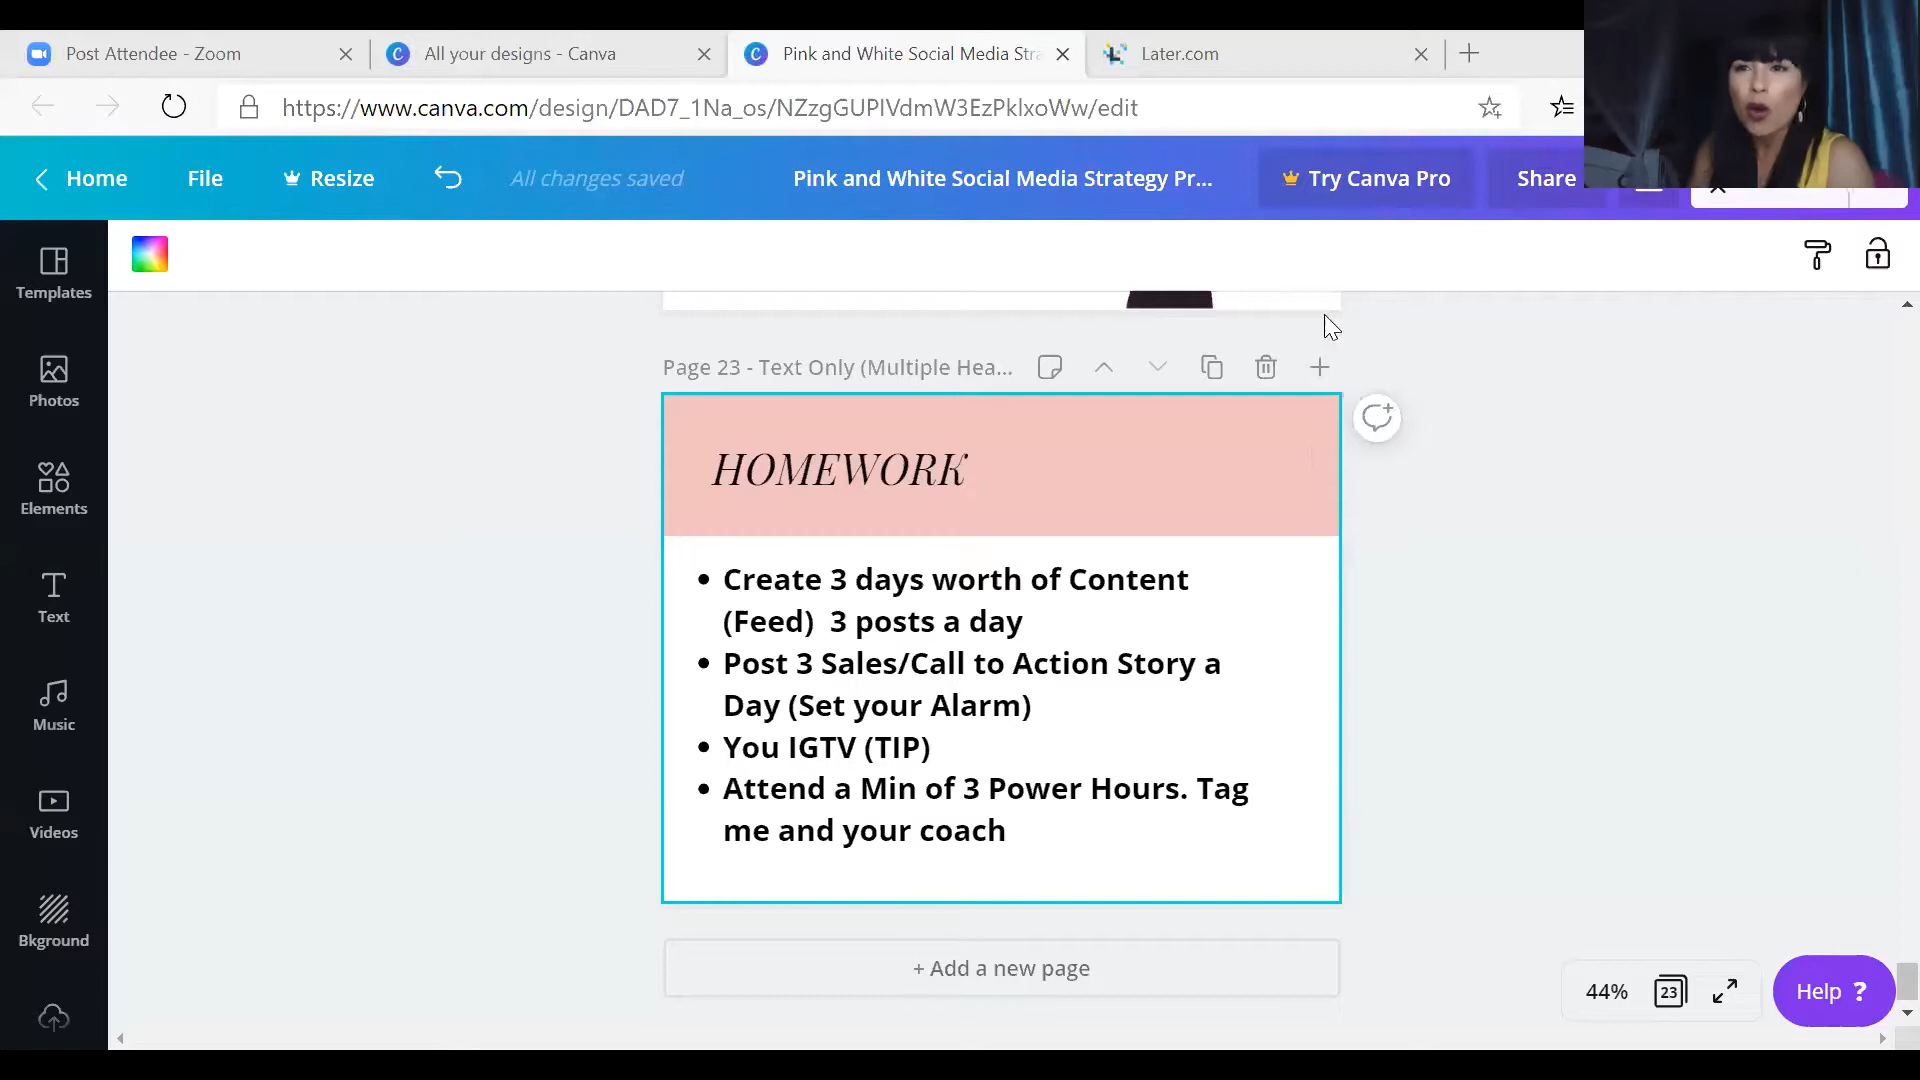 Post Attendee - Zoom
All your designs - Canva
Pink and White Social Media Stra
Later.com
https://www.canva.com/design/DAD7_1Na_os/NZzgGUPIVdmW3EzPklxoWw/edit
Home
File
Resize
All changes saved
Pink and White Social Media Strategy Pr...
Try Canva Pro
Share
Templates
Photos
Elements
Text
Music
Videos
Bkground
Page 23 - Text Only (Multiple Hea...
HOMEWORK
• Create 3 days worth of Content
(Feed)  3 posts a day
• Post 3 Sales/Call to Action Story a
Day (Set your Alarm)
• You IGTV (TIP)
• Attend a Min of 3 Power Hours. Tag
me and your coach
+ Add a new page
44%
23
Help ?